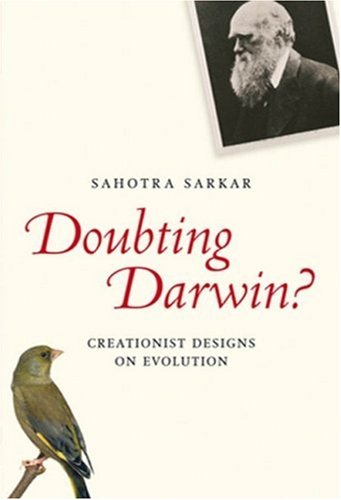 SAHOTRA SARKAR
Doubting
Darwin?
CREATIONIST DESIGNS
ON EVOLUTION